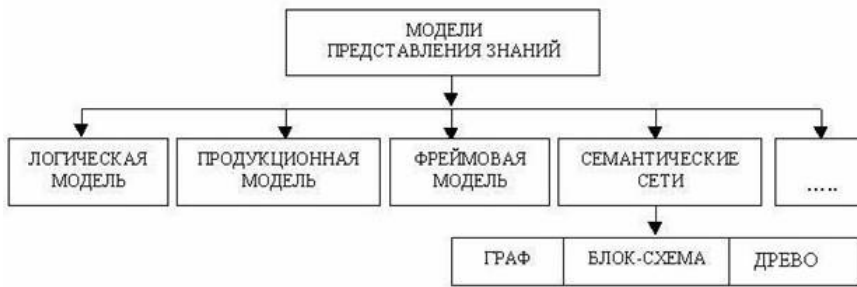 МОДЕЛИ
ПРЕДСТАВЛЕНИЯ ЗНАНИЙ
ЛОГИЧЕСКАЯ
МОДЕЛЬ
ПРОДУКЦИОННАЯ
МОДЕЛЬ
ФРЕЙМОВАЯ
МОДЕЛЬ
СЕМАНТИЧЕСКИЕ
СЕТИ
.....
ГРАФ
БЛОК-СХЕМА
ДРЕВО